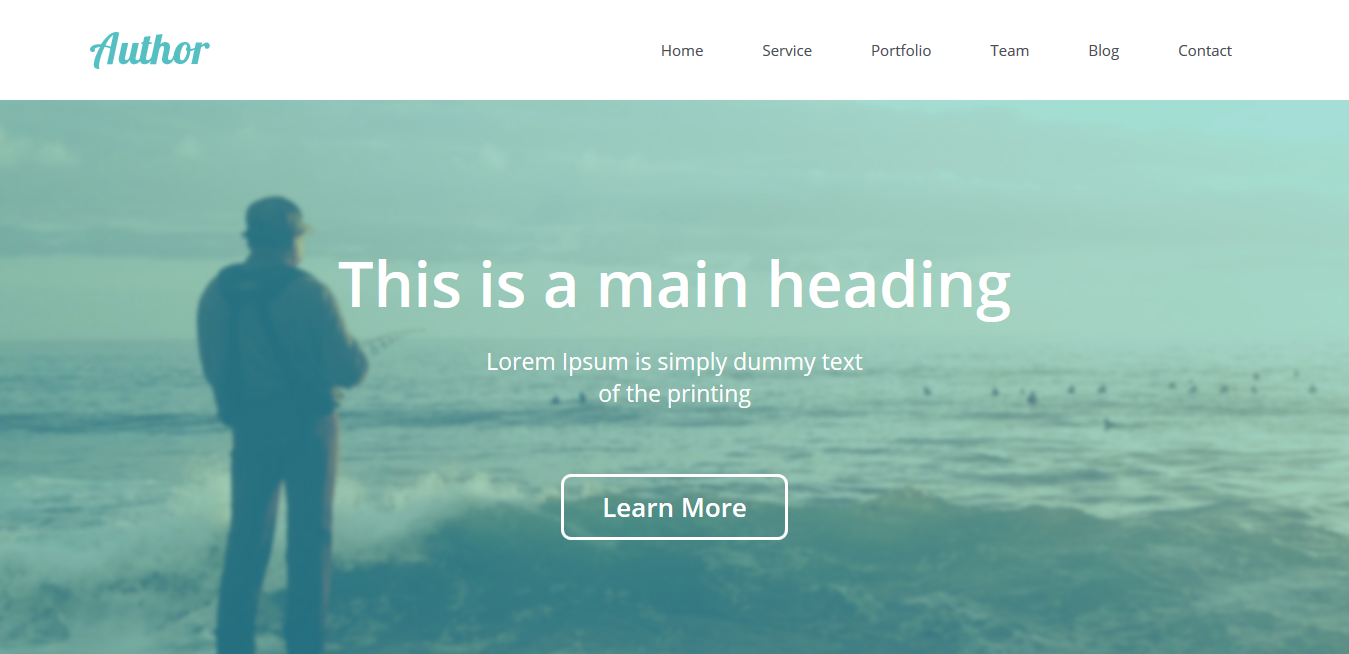 Author
Home Service Portfolio Team Blog Contact
This is a main heading
Lorem Ipsum is simply dummy text
of the printing
Learn More